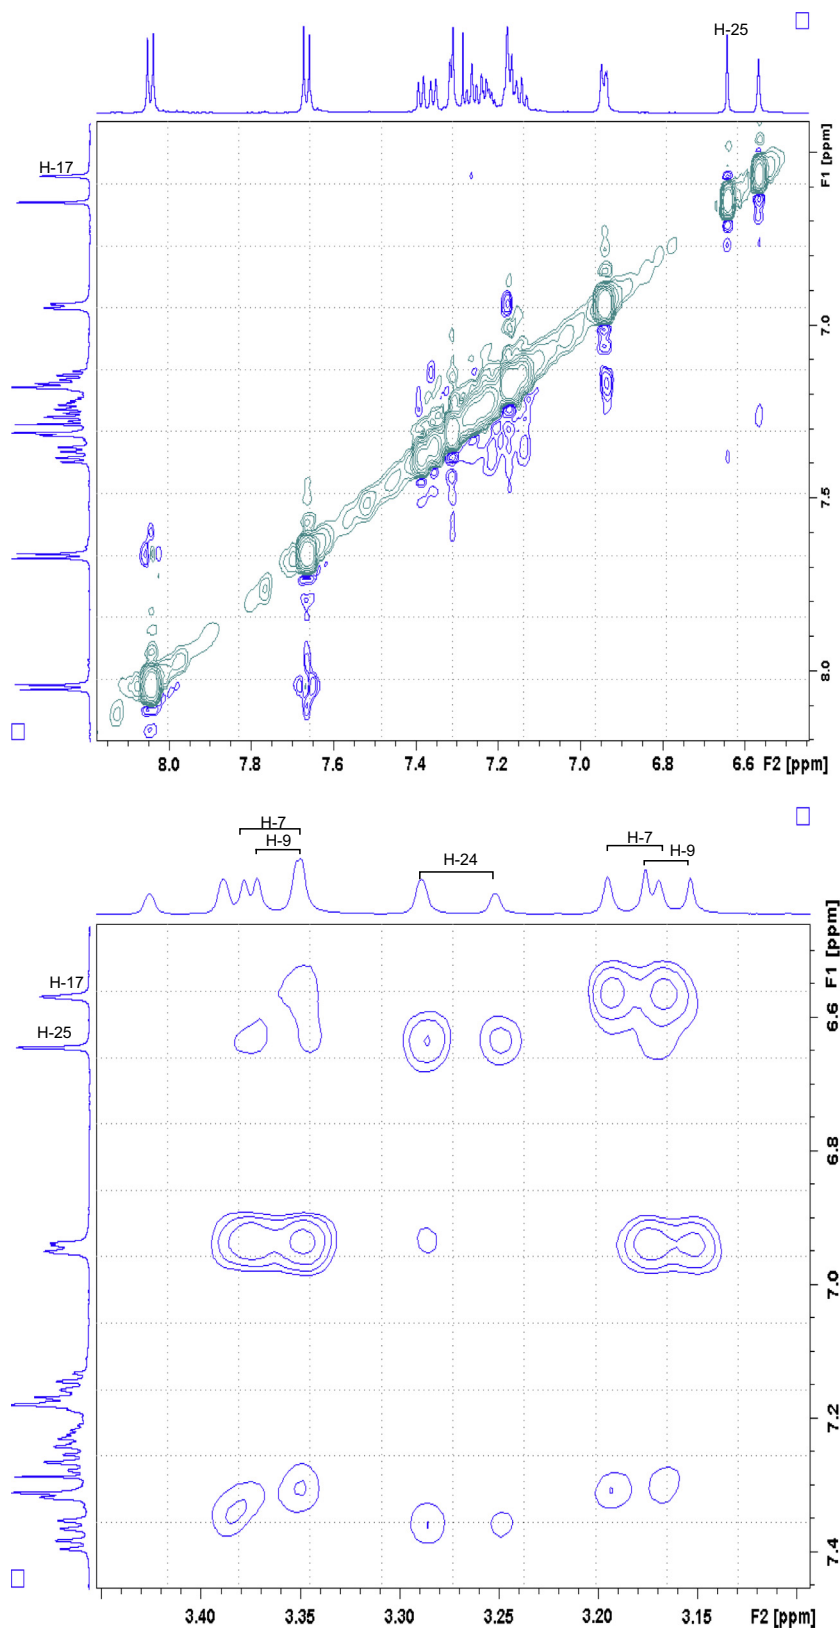 H-25
H-17
F1 [ppm]
7.0
7.5
8.0
8.0 7.8 7.6 7.4 7.2 7.0 6.8 6.6 F2 [ppm]
H-7
H-9
H-24
H-7
H-9
H-17
H-25
F1 [ppm]
6.6
6.8
7.0
7.2
7.4
3.40 3.35 3.30 3.25 3.20 3.15 F2 [ppm]